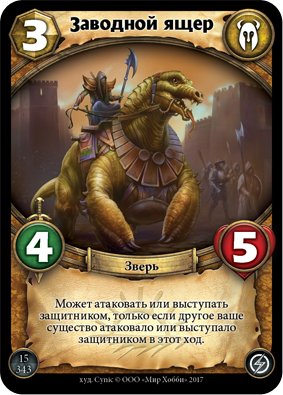 3
Заводной ящер
4
5
Зверь
Может атаковать или выступать
защитником, только если другое ваше
существо атаковало или выступало
защитником в этот ход.
15
343
худ. Cynic © ООО «Мир Хобби» 2017